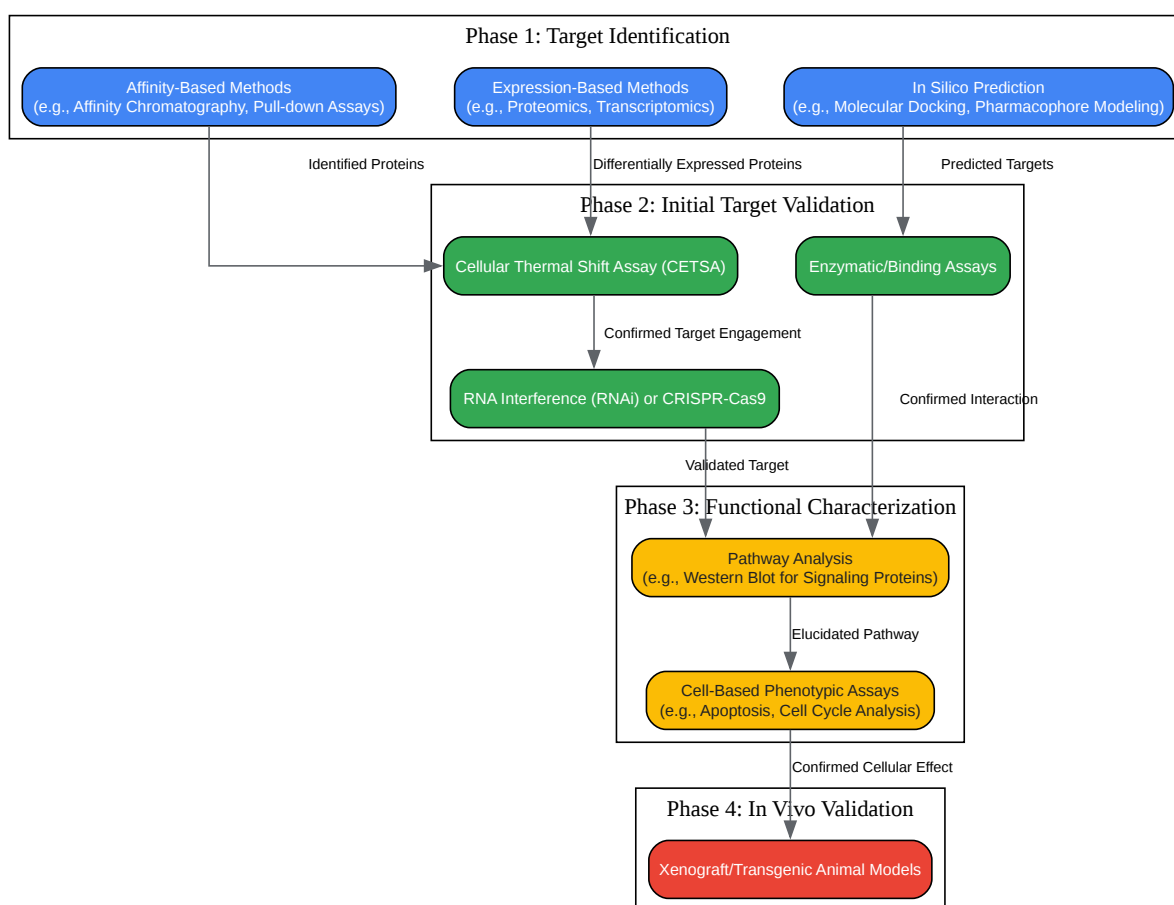 Phase 1: Target Identification
Affinity-Based Methods
(e.g., Affinity Chromatography, Pull-down Assays)
Expression-Based Methods
(e.g., Proteomics, Transcriptomics)
In Silico Prediction
(e.g., Molecular Docking, Pharmacophore Modeling)
Identified Proteins
Differentially Expressed Proteins
Predicted Targets
Phase 2: Initial Target Validation
Cellular Thermal Shift Assay (CETSA)
Enzymatic/Binding Assays
Confirmed Target Engagement
RNA Interference (RNAi) or CRISPR-Cas9
Confirmed Interaction
Validated Target
Phase 3: Functional Characterization
Pathway Analysis
(e.g., Western Blot for Signaling Proteins)
Elucidated Pathway
Cell-Based Phenotypic Assays
(e.g., Apoptosis, Cell Cycle Analysis)
Confirmed Cellular Effect
Phase 4: In Vivo Validation
Xenograft/Transgenic Animal Models